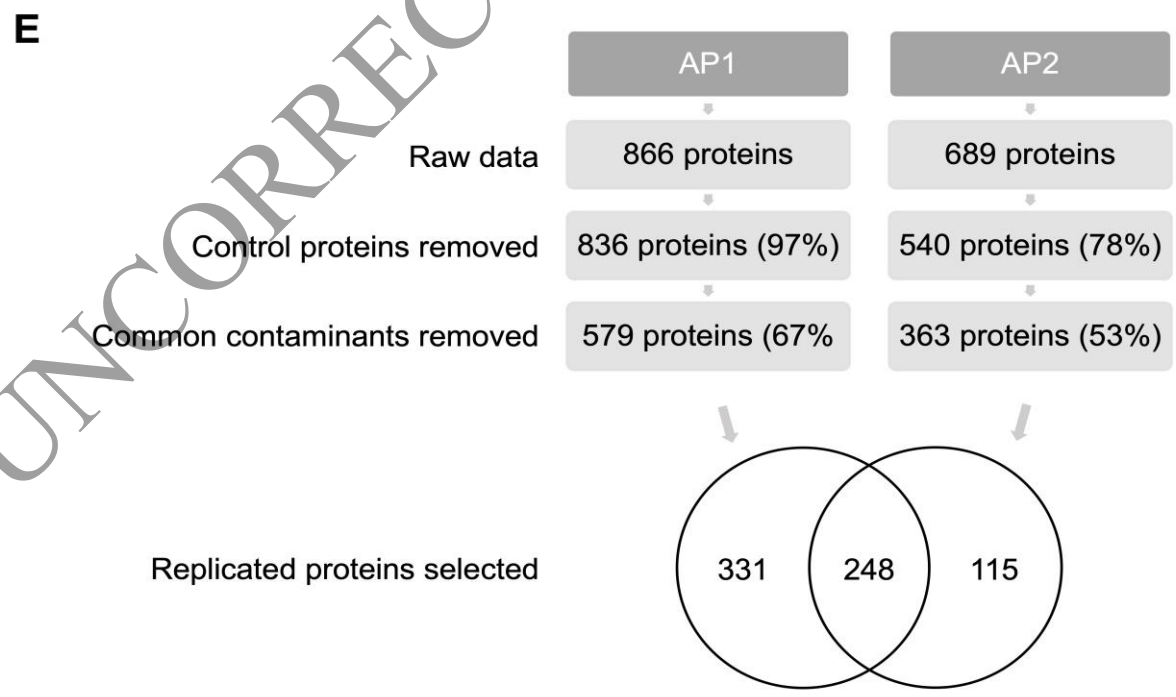 E
UNCORREC
AP1 AP2
Raw data 866 proteins 689 proteins
Control proteins removed 836 proteins (97%) 540 proteins (78%)
Common contaminants removed 579 proteins (67% 363 proteins (53%)
Replicated proteins selected 331 248 115